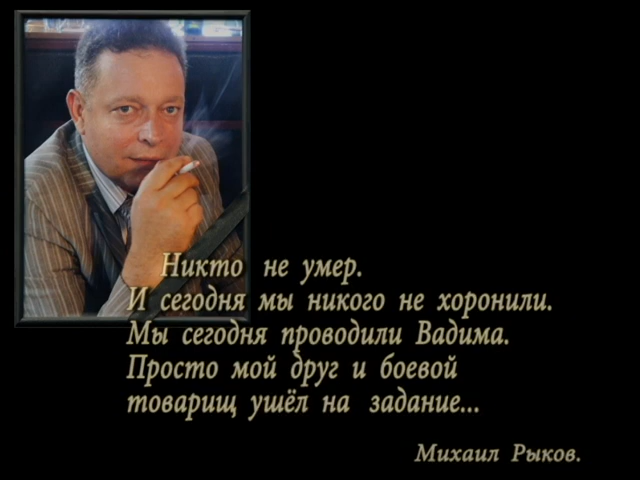 Никто не умер.
И сегодня мы никого не хоронили.
Мы сегодня проводили Вадима.
Просто мой друг и боевой
товарищ ушёл на задание...
Михаил Рыков.